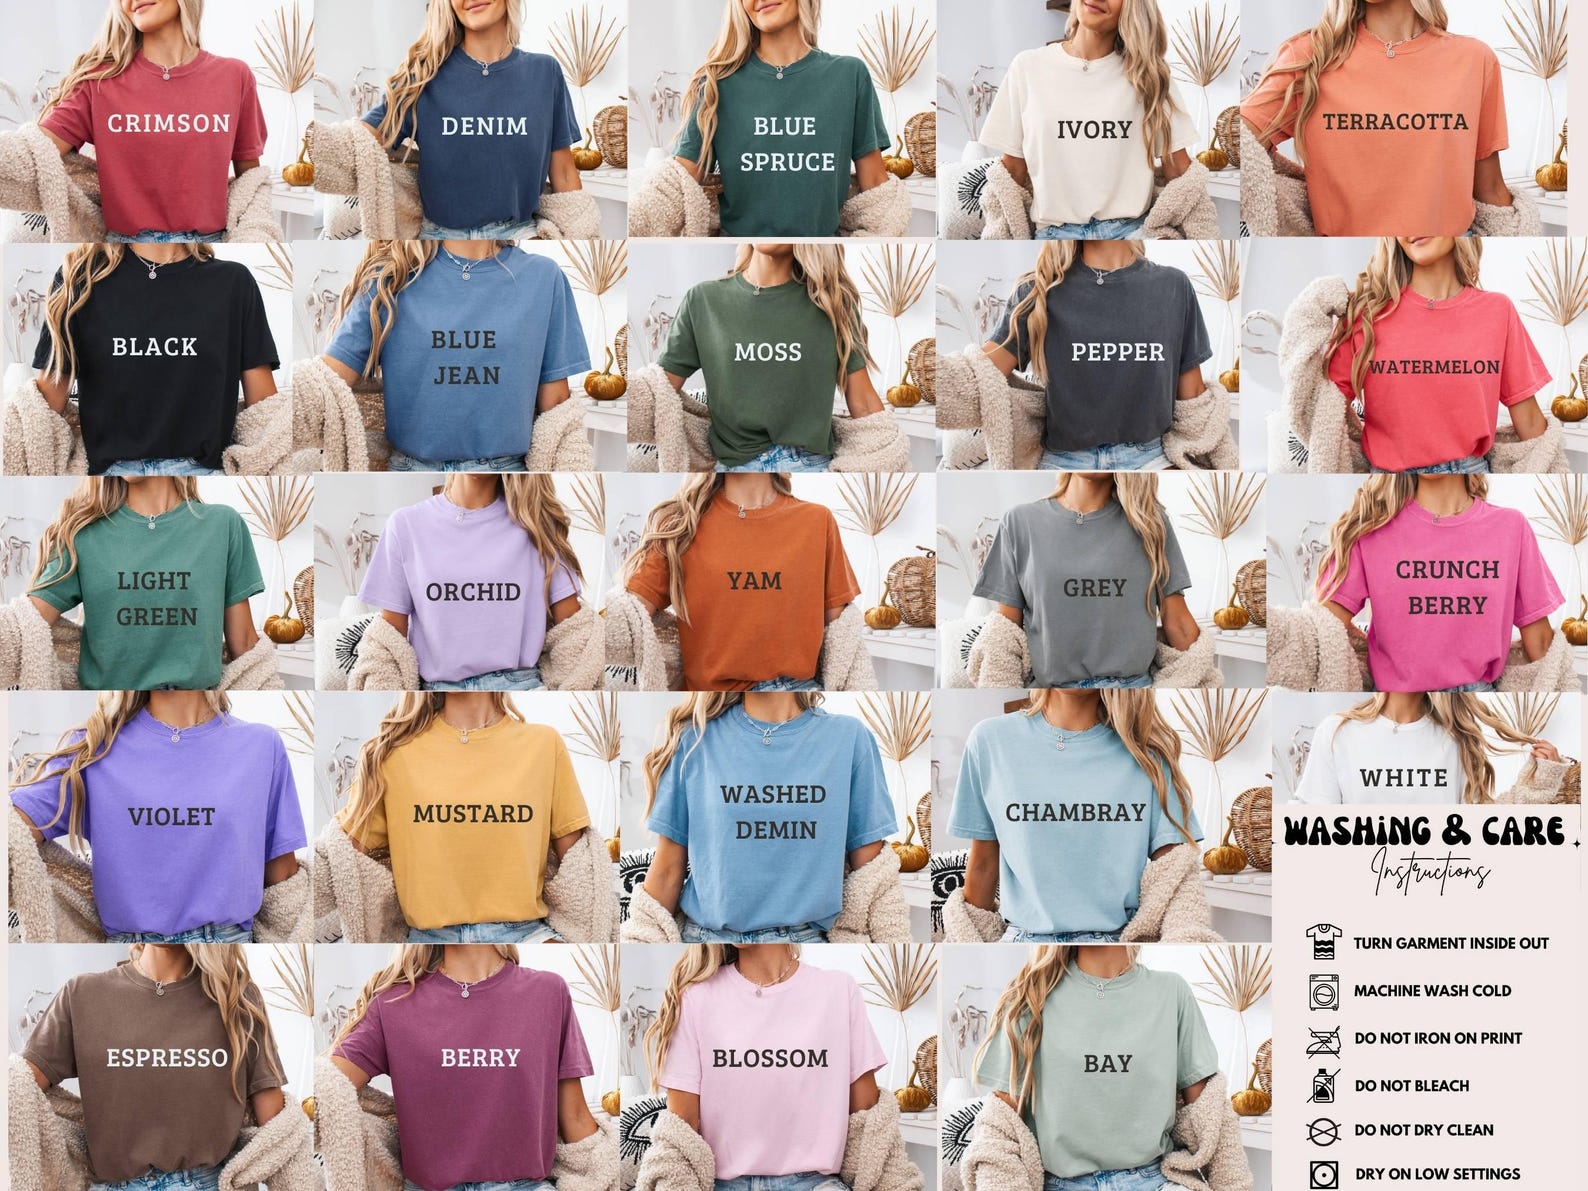 CRIMSON
DENIM
BLUE
SPRUCE
IVORY
TERRACOTTA
BLACK
BLUE
JEAN
MOSS
PEPPER
WATERMELON
LIGHT
GREEN
ORCHID
YAM
GREY
CRUNCH
BERRY
VIOLET
MUSTARD
WASHED
DEMIN
CHAMBRAY
WHITE
ESPRESSO
BERRY
BLOSSOM
BAY
WASHING & CARE
Instructions
TURN GARMENT INSIDE OUT
MACHINE WASH COLD
DO NOT IRON ON PRINT
DO NOT BLEACH
DO NOT DRY CLEAN
DRY ON LOW SETTINGS